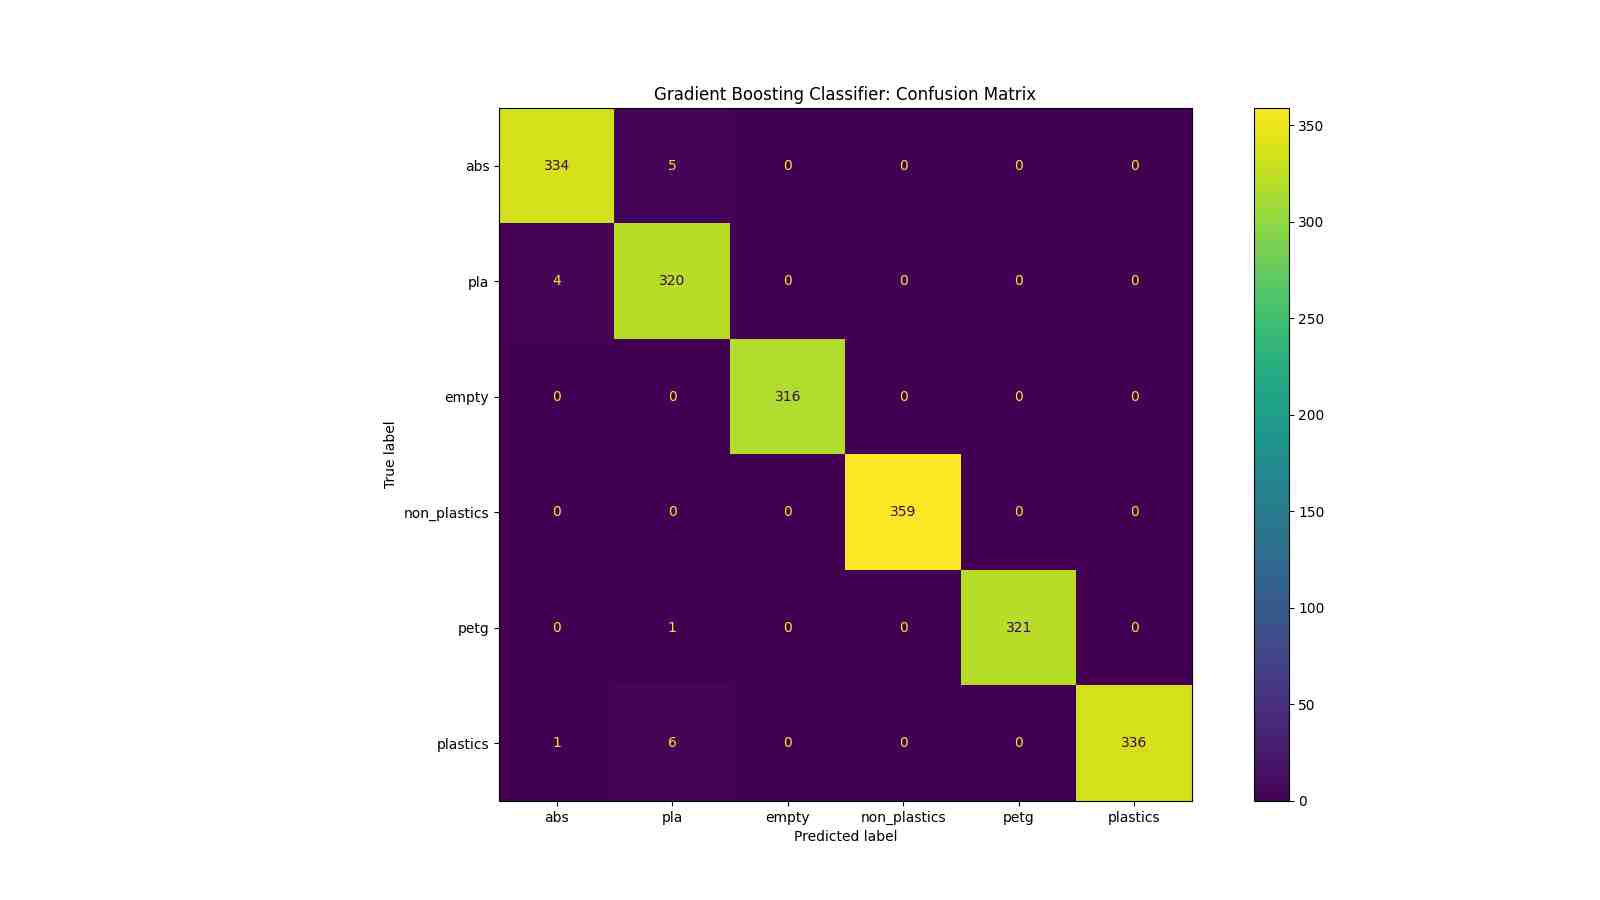 Gradient Boosting Classifier: Confusion Matrix
abs 334 5 0 0 0 0
pla 4 320 0 0 0 0
empty 0 0 316 0 0 0
non_plastics 0 0 0 359 0 0
petg 0 1 0 0 321 0
plastics 1 6 0 0 0 336
True label
abs pla empty non_plastics petg plastics
Predicted label
350
300
250
200
150
100
50
0